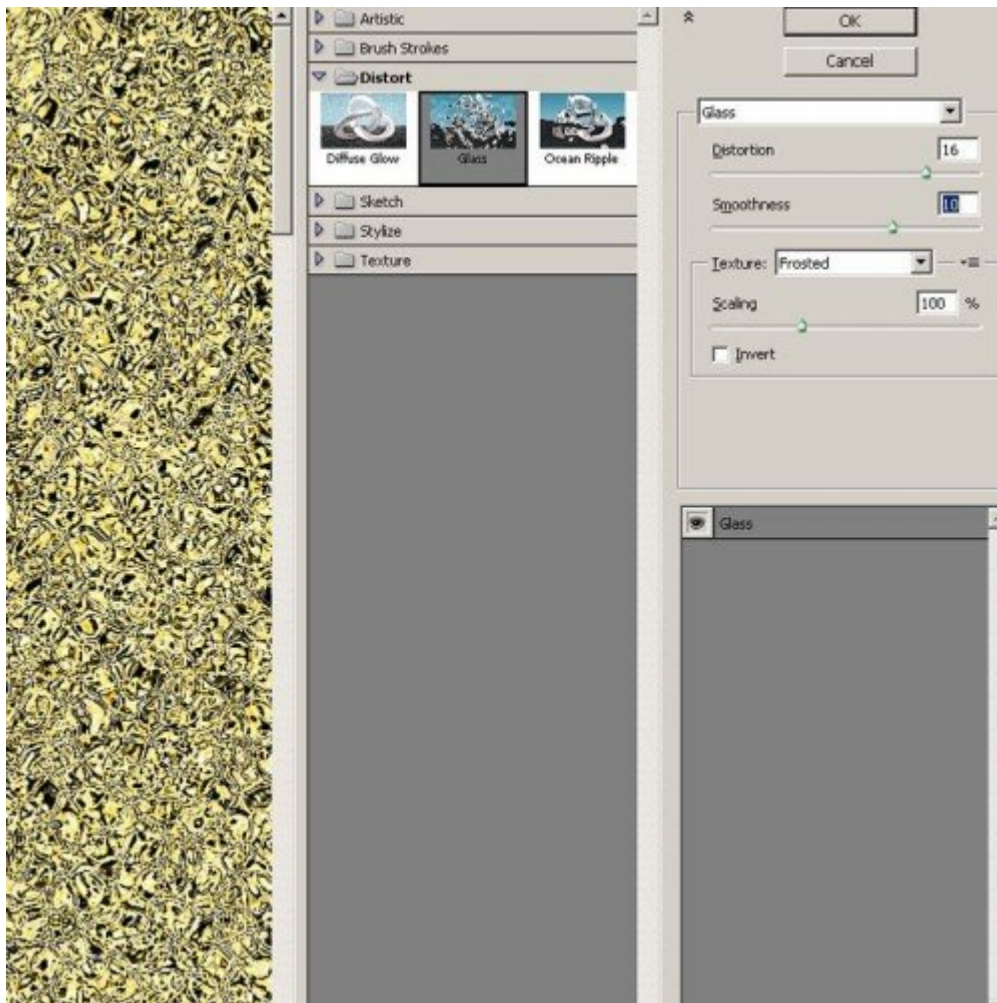 Artistic
Brush Strokes
Distort
Diffuse Glow
Glass
Ocean Ripple
Sketch
Stylize
Texture
OK
Cancel
Glass
Distortion 16
Smoothness 10
Texture: Frosted
Scaling 100 %
Invert
Glass